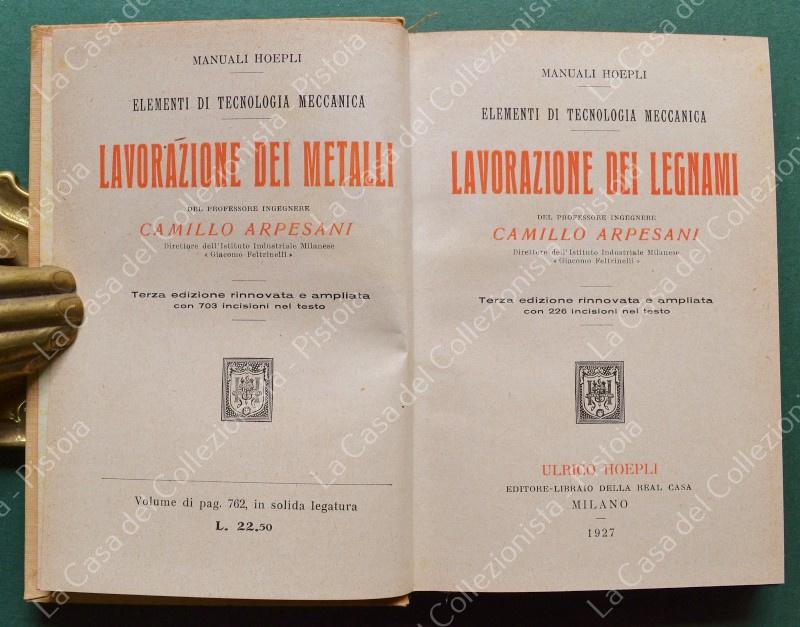 MANUALI HOEPLI
ELEMENTI DI TECNOLOGIA MECCANICA
LAVORAZIONE DEI METALLI
DEL PROFESSORE INGEGNERE
CAMILLO ARPESANI
Direttore dell'Istituto Industriale Milanese
« Giacomo Feltrinelli »
Terza edizione rinnovata e ampliata
con 703 incisioni nel testo
Volume di pag. 762, in solida legatura
L. 22.50
MANUALI HOEPLI
ELEMENTI DI TECNOLOGIA MECCANICA
LAVORAZIONE DEI LEGNAMI
DEL PROFESSORE INGEGNERE
CAMILLO ARPESANI
Direttore dell'Istituto Industriale Milanese
« Giacomo Feltrinelli »
Terza edizione rinnovata e ampliata
con 226 incisioni nel testo
ULRICO HOEPLI
EDITORE-LIBRAIO DELLA REAL CASA
MILANO
1927
La Casa del Collezionista - Pistoia